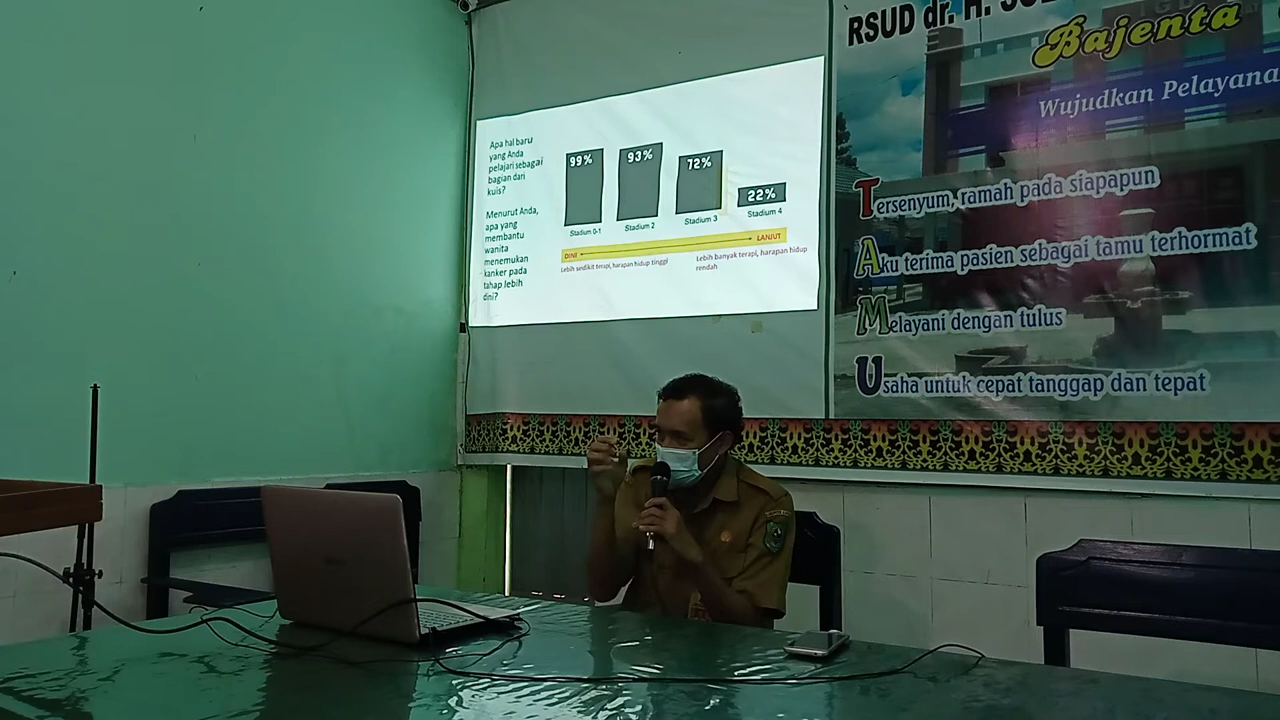 Apa hal baru
yang Anda
pelajari sebagai
bagian dari
kuis?
Menurut Anda,
apa yang
membantu
wanita
menemukan
kanker pada
tahap lebih
dini?
99%
93%
72%
22%
Stadium 0-1
Stadium 2
Stadium 3
Stadium 4
DINI
LANJUT
Lebih sedikit terapi, harapan hidup tinggi
Lebih banyak terapi, harapan hidup
rendah
RSUD dr. H.
Bajenta
Wujudkan Pelayana
Tersenyum, ramah pada siapapun
Aku terima pasien sebagai tamu terhormat
Melayani dengan tulus
Usaha untuk cepat tanggap dan tepat